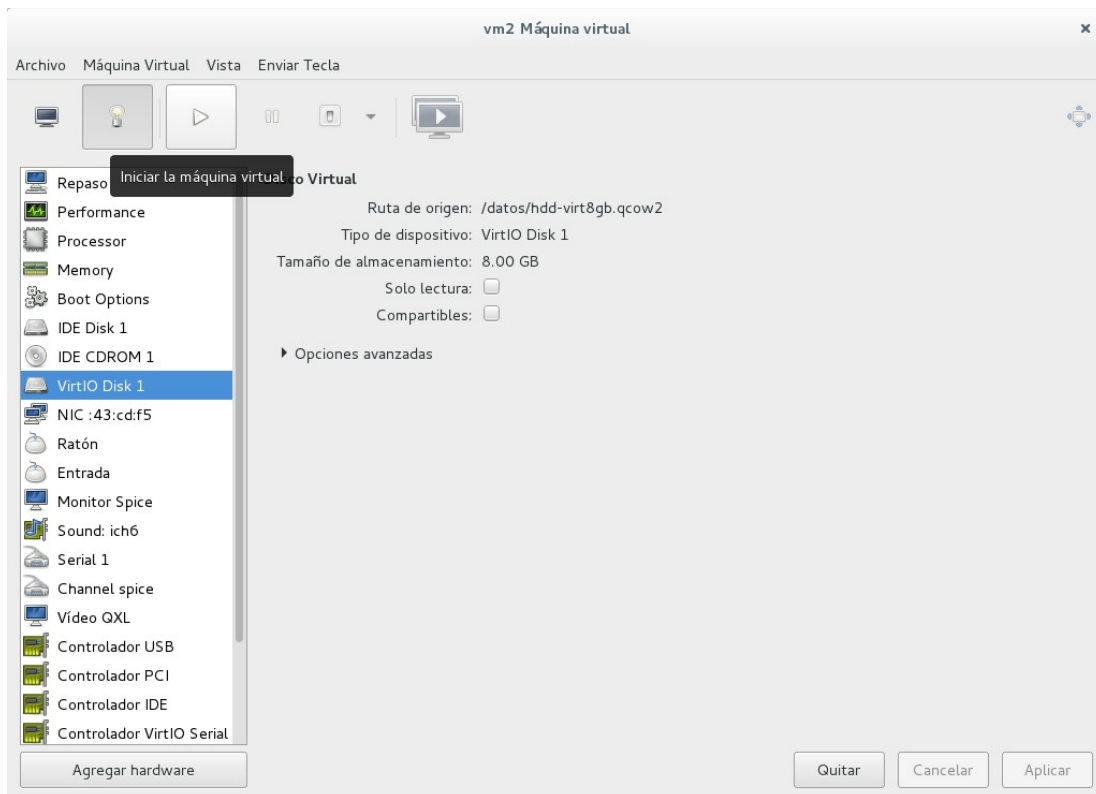 vm2 Máquina virtual
Archivo Máquina Virtual Vista Enviar Tecla
Iniciar la máquina virtual
Repaso
Performance
Processor
Memory
Boot Options
IDE Disk 1
IDE CDROM 1
VirtIO Disk 1
NIC :43:cd:f5
Ratón
Entrada
Monitor Spice
Sound: ich6
Serial 1
Channel spice
Vídeo QXL
Controlador USB
Controlador PCI
Controlador IDE
Controlador VirtIO Serial
Agregar hardware
Virtual
Ruta de origen: /datos/hdd-virt8gb.qcow2
Tipo de dispositivo: VirtIO Disk 1
Tamaño de almacenamiento: 8.00 GB
Solo lectura:
Compartibles:
Opciones avanzadas
Quitar Cancelar Aplicar